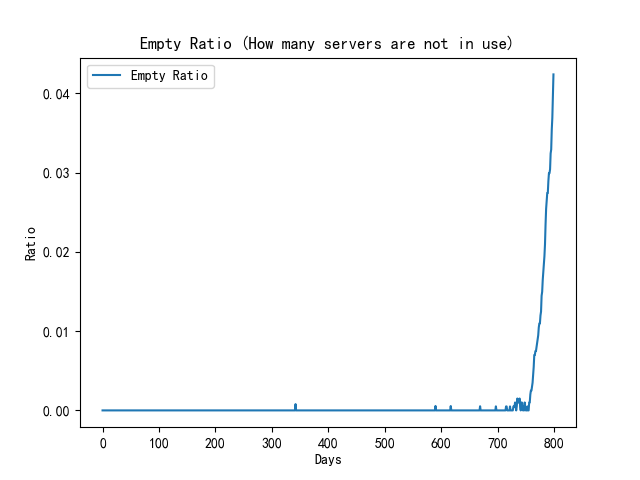 Empty Ratio (How many servers are not in use)
Empty Ratio
0.04
0.03
0.02
0.01
0.00
Ratio
0 100 200 300 400 500 600 700 800
Days